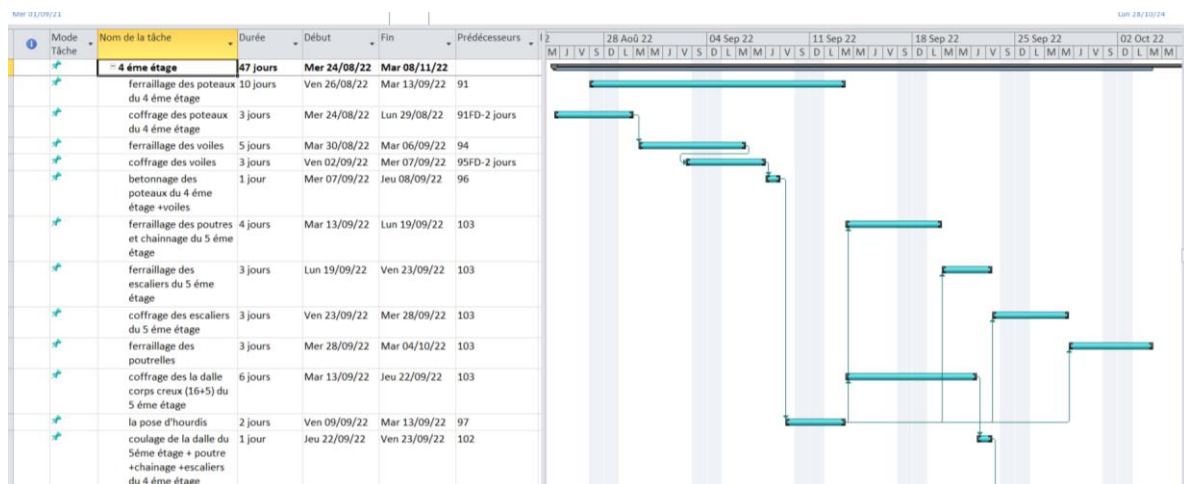 Mer 01/09/21 Lun 28/10/24
Mode Tâche Nom de la tâche Durée Début Fin Prédécesseurs
28 Aoû 22 04 Sep 22 11 Sep 22 18 Sep 22 25 Sep 22 02 Oct 22
M J V S D L M M J V S D L M M J V S D L M M J V S D L M M J V S D L M M J V S D L M M
4 éme étage 47 jours Mer 24/08/22 Mar 08/11/22
ferraillage des poteaux 10 jours Ven 26/08/22 Mar 13/09/22 91
du 4 éme étage
coffrage des poteaux 3 jours Mer 24/08/22 Lun 29/08/22 91FD-2 jours
du 4 éme étage
ferraillage des voiles 5 jours Mar 30/08/22 Mar 06/09/22 94
coffrage des voiles 3 jours Ven 02/09/22 Mer 07/09/22 95FD-2 jours
betonnage des 1 jour Mer 07/09/22 Jeu 08/09/22 96
poteaux du 4 éme
étage +voiles
ferraillage des poutres 4 jours Mar 13/09/22 Lun 19/09/22 103
et chainnage du 5 éme
étage
ferraillage des 3 jours Lun 19/09/22 Ven 23/09/22 103
escaliers du 5 éme
étage
coffrage des escaliers 3 jours Ven 23/09/22 Mer 28/09/22 103
du 5 éme étage
ferraillage des 3 jours Mer 28/09/22 Mar 04/10/22 103
poutrelles
coffrage des la dalle 6 jours Mar 13/09/22 Jeu 22/09/22 103
corps creux (16+5) du
5 éme étage
la pose d'hourdis 2 jours Ven 09/09/22 Mar 13/09/22 97
coulage de la dalle du 1 jour Jeu 22/09/22 Ven 23/09/22 102
5éme étage + poutre
+chainage +escaliers
du 4 éme étage